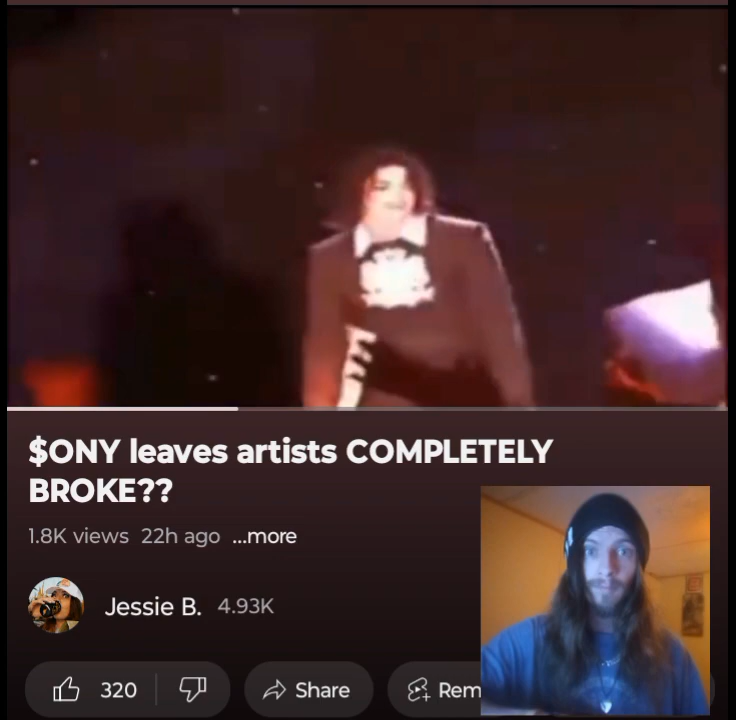 $ONY leaves artists COMPLETELY
BROKE??
1.8K views 22h ago ...more
Jessie B. 4.93K
320 Share Rem